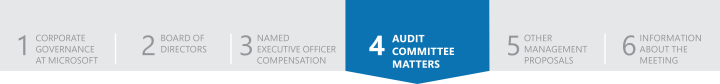 1 CORPORATE
GOVERNANCE
AT MICROSOFT
2 BOARD OF
DIRECTORS
3 NAMED
EXECUTIVE OFFICER
COMPENSATION
4 AUDIT
COMMITTEE
MATTERS
5 OTHER
MANAGEMENT
PROPOSALS
6 INFORMATION
ABOUT THE
MEETING